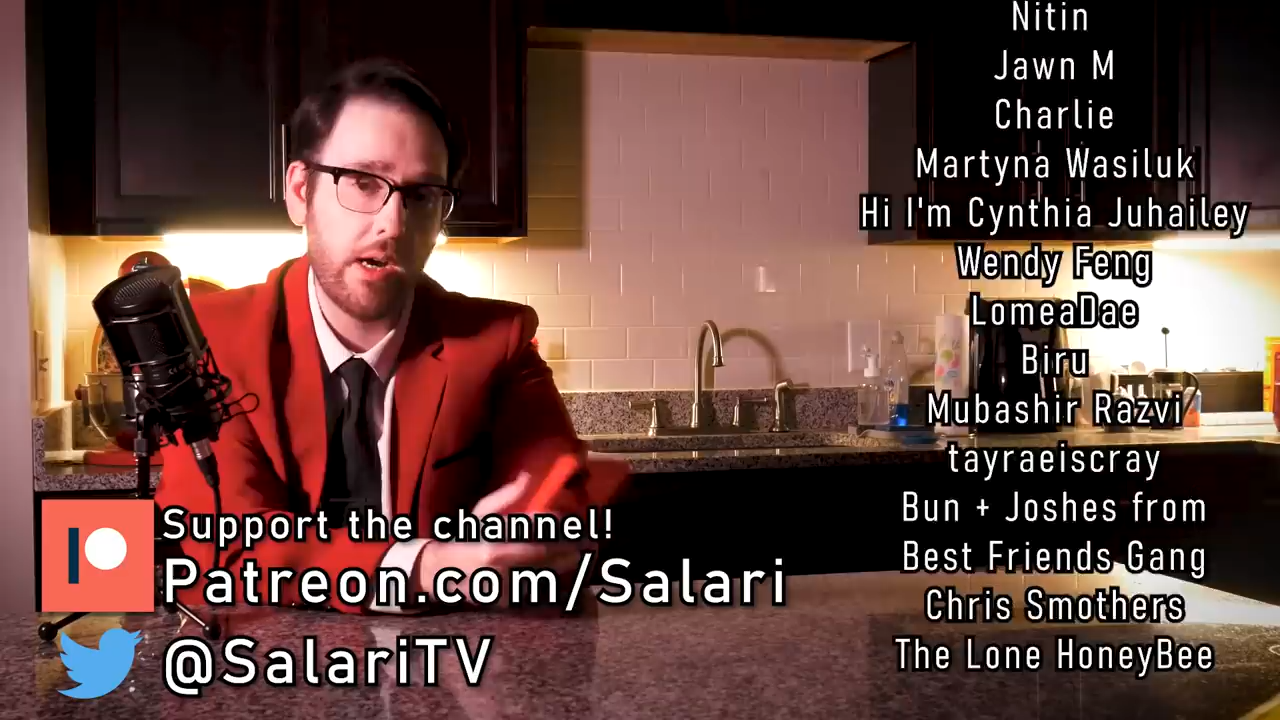 Nitin
Jawn M
Charlie
Martyna Wasiluk
Hi I'm Cynthia Juhailey
Wendy Feng
LomeaDae
Biru
Mubashir Razvi
tayraeiscray
Bun + Joshes from
Best Friends Gang
Chris Smothers
The Lone HoneyBee
Support the channel!
Patreon.com/Salari
@SalariTV